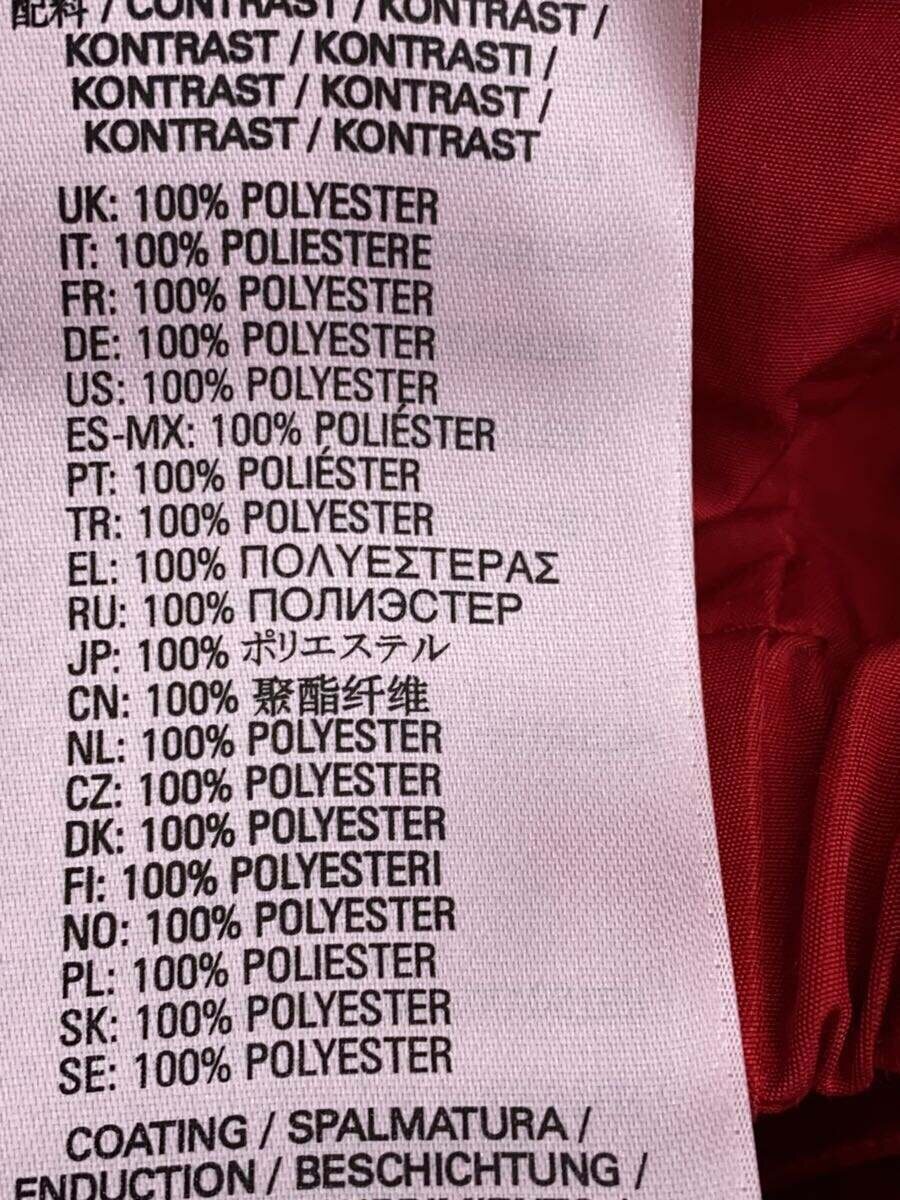 配料 / CONTRAST / KONTRAST /
KONTRAST / KONTRASTI /
KONTRAST / KONTRAST /
KONTRAST / KONTRAST
UK: 100% POLYESTER
IT: 100% POLIESTERE
FR: 100% POLYESTER
DE: 100% POLYESTER
US: 100% POLYESTER
ES-MX: 100% POLIÉSTER
PT: 100% POLIÉSTER
TR: 100% POLYESTER
EL: 100% ΠΟΛΥΕΣΤΕΡΑΣ
RU: 100% ПОЛИЭСТЕР
JP: 100% ポリエステル
CN: 100% 聚酯纤维
NL: 100% POLYESTER
CZ: 100% POLYESTER
DK: 100% POLYESTER
FI: 100% POLYESTERI
NO: 100% POLYESTER
PL: 100% POLIESTER
SK: 100% POLYESTER
SE: 100% POLYESTER
COATING / SPALMATURA /
ENDUCTION / BESCHICHTUNG /